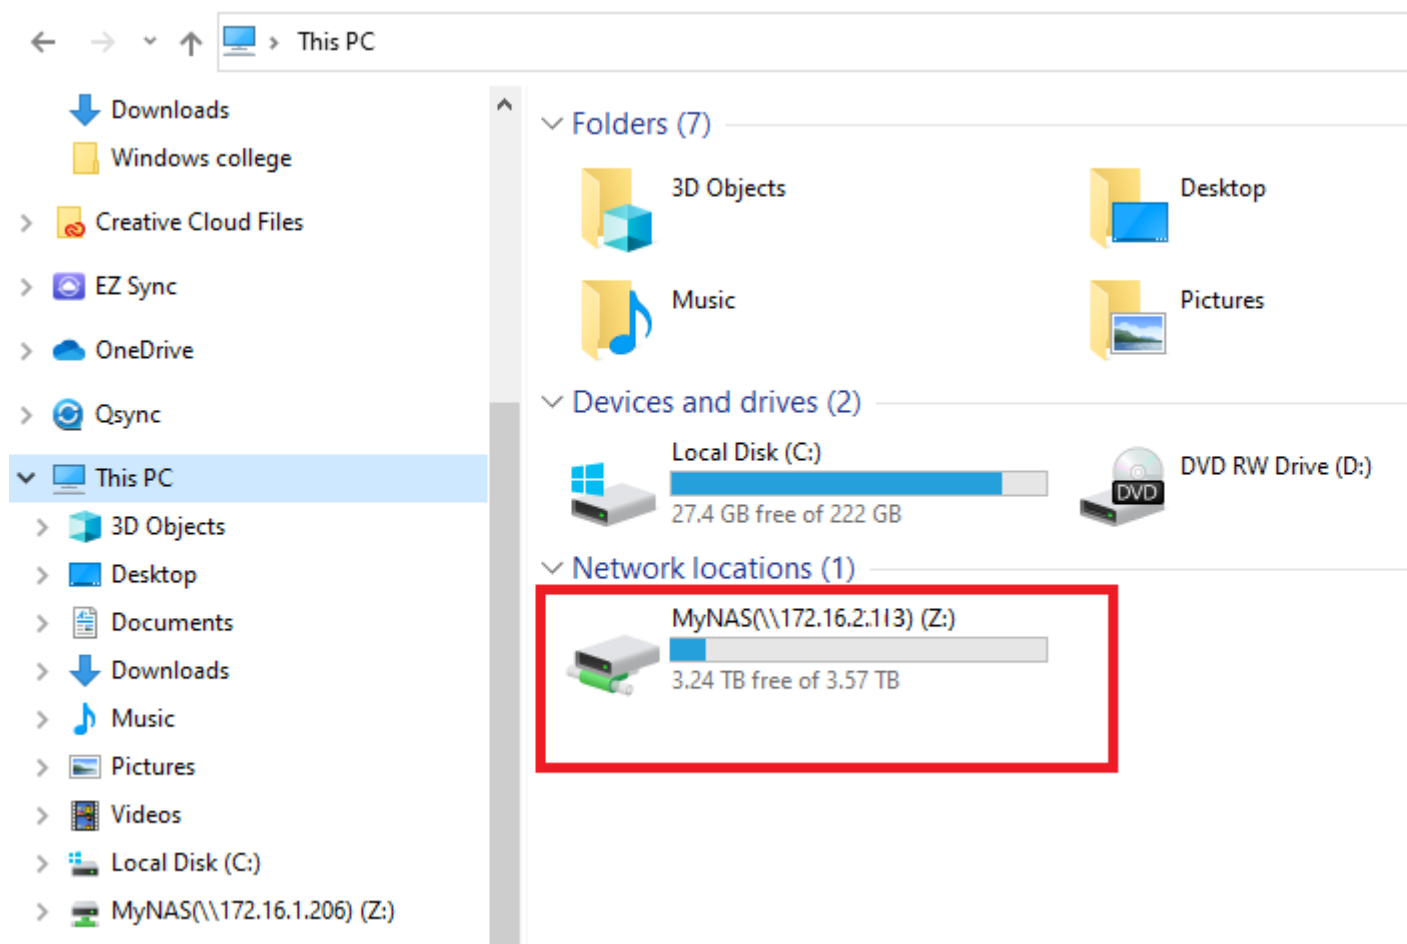 This PC
Downloads
Windows college
Creative Cloud Files
EZ Sync
OneDrive
Qsync
This PC
3D Objects
Desktop
Documents
Downloads
Music
Pictures
Videos
Local Disk (C:)
MyNAS(\\172.16.1.206) (Z:)
Folders (7)
3D Objects
Desktop
Music
Pictures
Devices and drives (2)
Local Disk (C:)
27.4 GB free of 222 GB
DVD
DVD RW Drive (D:)
Network locations (1)
MyNAS(\\172.16.2.113) (Z:)
3.24 TB free of 3.57 TB